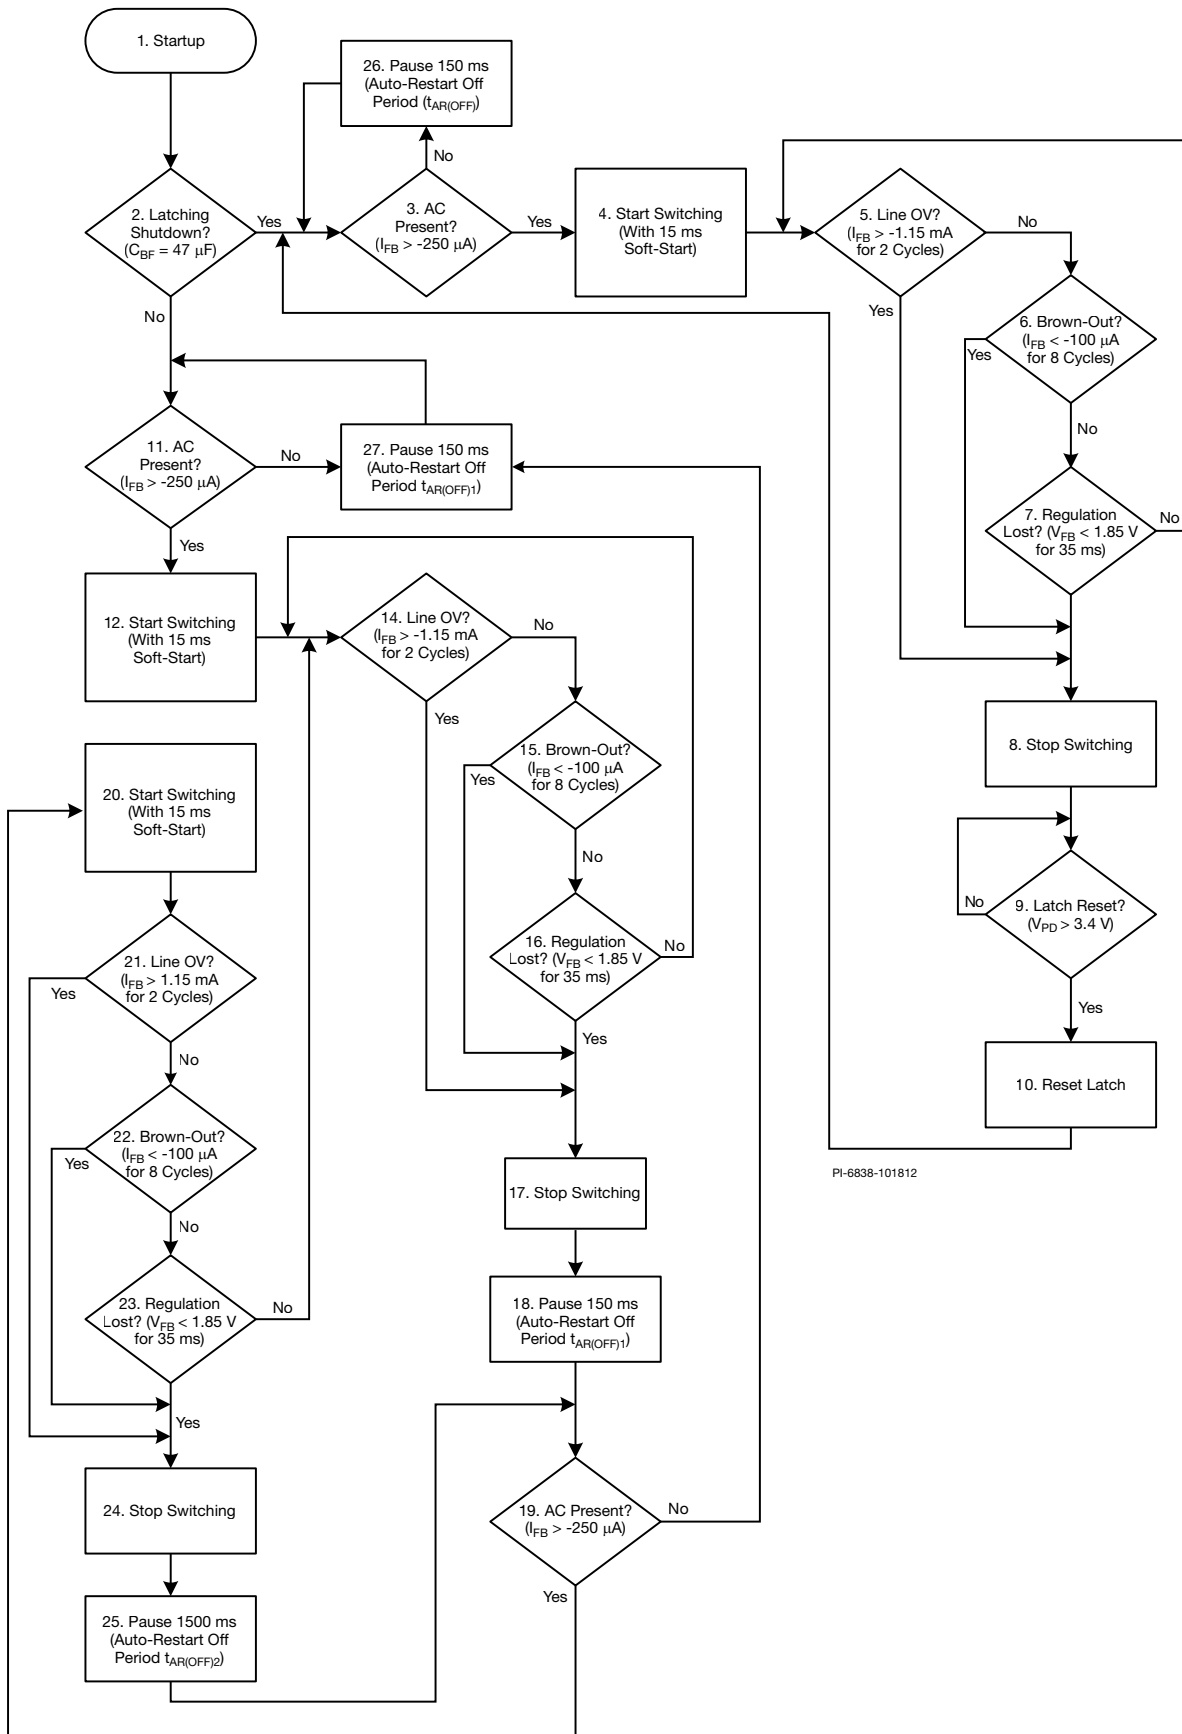 1. Startup
26. Pause 150 ms
(Auto-Restart Off
Period (tAR(OFF))
No
2. Latching
Shutdown?
(CBF = 47 µF)
Yes
3. AC
Present?
(IFB > -250 µA)
Yes
4. Start Switching
(With 15 ms
Soft-Start)
5. Line OV?
(IFB > -1.15 mA
for 2 Cycles)
No
Yes
No
6. Brown-Out?
(IFB < -100 µA
for 8 Cycles)
Yes
No
7. Regulation
Lost? (VFB < 1.85 V
for 35 ms)
No
Yes
8. Stop Switching
9. Latch Reset?
(VPD > 3.4 V)
No
Yes
10. Reset Latch
PI-6838-101812
11. AC
Present?
(IFB > -250 µA)
No
27. Pause 150 ms
(Auto-Restart Off
Period tAR(OFF)1)
Yes
12. Start Switching
(With 15 ms
Soft-Start)
14. Line OV?
(IFB > -1.15 mA
for 2 Cycles)
No
Yes
15. Brown-Out?
(IFB < -100 µA
for 8 Cycles)
Yes
No
16. Regulation
Lost? (VFB < 1.85 V
for 35 ms)
No
Yes
17. Stop Switching
18. Pause 150 ms
(Auto-Restart Off
Period tAR(OFF)1)
19. AC Present?
(IFB > -250 µA)
No
Yes
20. Start Switching
(With 15 ms
Soft-Start)
21. Line OV?
(IFB > 1.15 mA
for 2 Cycles)
Yes
No
22. Brown-Out?
(IFB < -100 µA
for 8 Cycles)
Yes
No
23. Regulation
Lost? (VFB < 1.85 V
for 35 ms)
No
Yes
24. Stop Switching
25. Pause 1500 ms
(Auto-Restart Off
Period tAR(OFF)2)